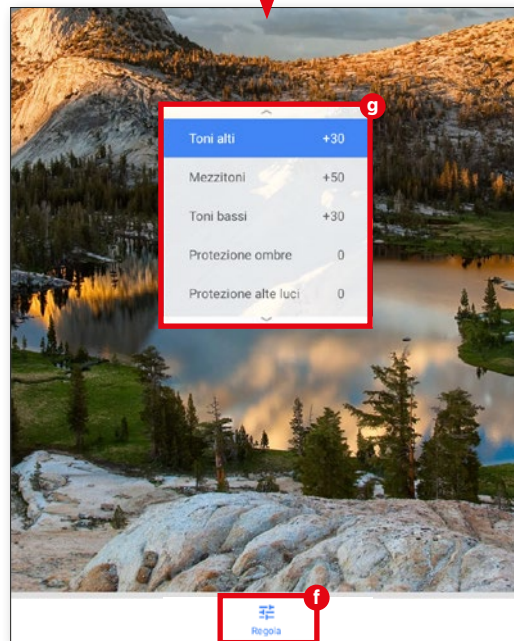 g
Toni alti +30
Mezzitoni +50
Toni bassi +30
Protezione ombre 0
Protezione alte luci 0
f
Regola